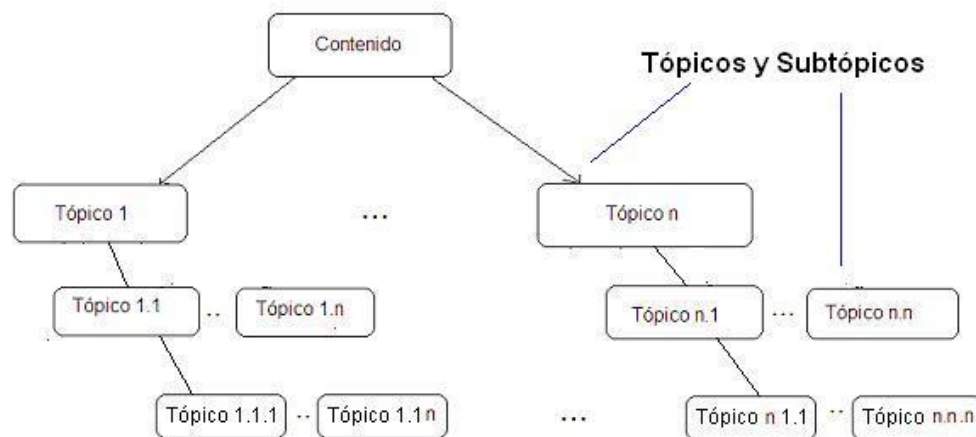 Contenido
Tópicos y Subtópicos
Tópico 1
...
Tópico n
Tópico 1.1
..
Tópico 1.n
Tópico n.1
...
Tópico n.n
Tópico 1.1.1
..
Tópico 1.1n
...
Tópico n 1.1
..
Tópico n.n.n